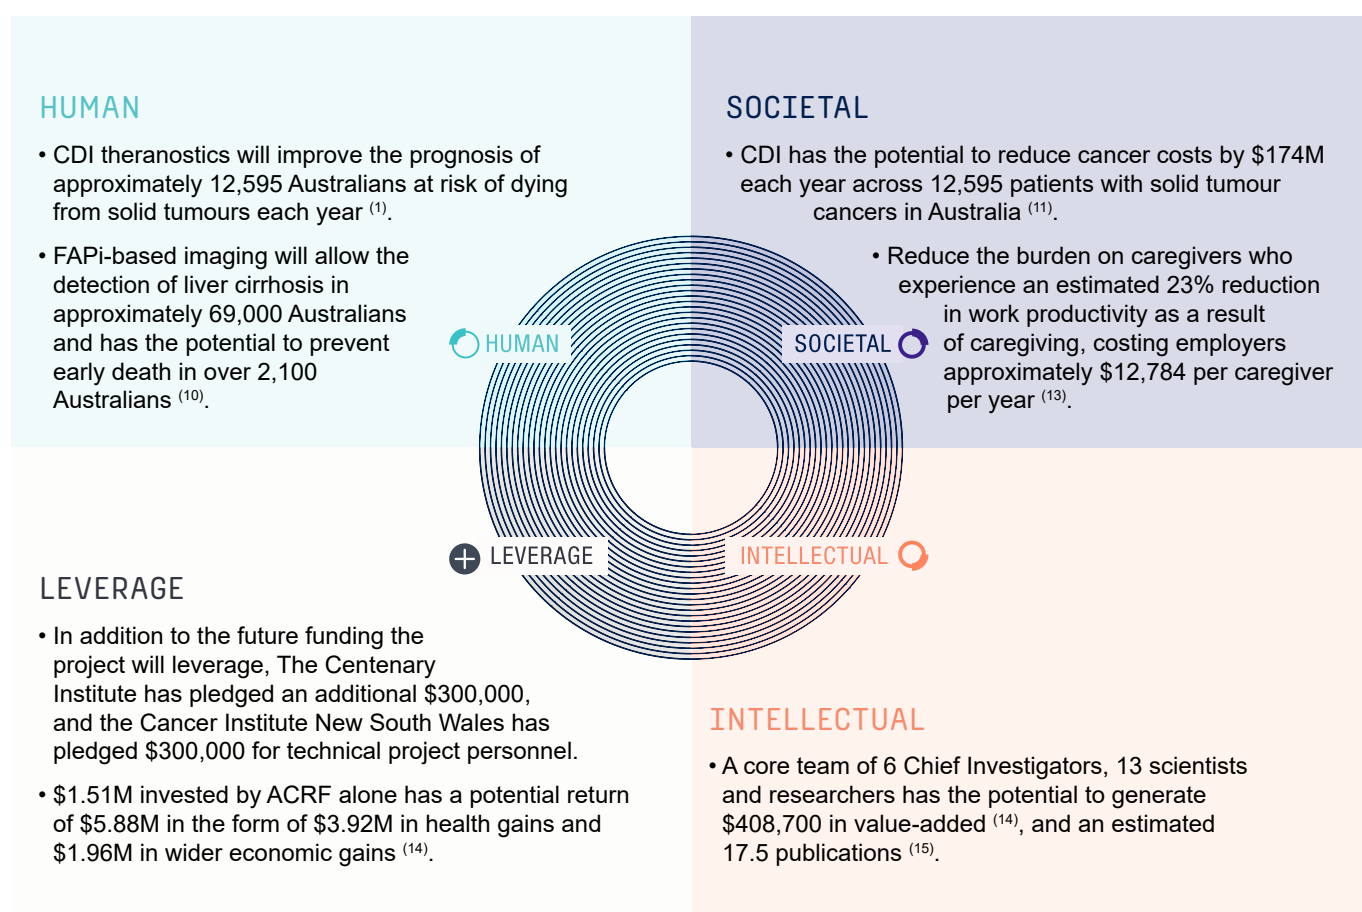 HUMAN
• CDI theranostics will improve the prognosis of
approximately 12,595 Australians at risk of dying
from solid tumours each year (1).
• FAPi-based imaging will allow the
detection of liver cirrhosis in
approximately 69,000 Australians
and has the potential to prevent
early death in over 2,100
Australians (10).
SOCIETAL
• CDI has the potential to reduce cancer costs by $174M
each year across 12,595 patients with solid tumour
cancers in Australia (11).
• Reduce the burden on caregivers who
experience an estimated 23% reduction
in work productivity as a result
of caregiving, costing employers
approximately $12,784 per caregiver
per year (13).
HUMAN
SOCIETAL
LEVERAGE
INTELLECTUAL
LEVERAGE
• In addition to the future funding the
project will leverage, The Centenary
Institute has pledged an additional $300,000,
and the Cancer Institute New South Wales has
pledged $300,000 for technical project personnel.
• $1.51M invested by ACRF alone has a potential return
of $5.88M in the form of $3.92M in health gains and
$1.96M in wider economic gains (14).
INTELLECTUAL
• A core team of 6 Chief Investigators, 13 scientists
and researchers has the potential to generate
$408,700 in value-added (14), and an estimated
17.5 publications (15).